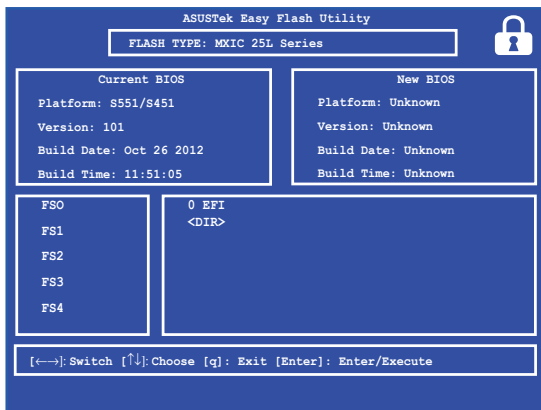 ASUSTek Easy Flash Utility
FLASH TYPE: MXIC 25L Series
Current BIOS
Platform: S551/S451
Version: 101
Build Date: Oct 26 2012
Build Time: 11:51:05
New BIOS
Platform: Unknown
Version: Unknown
Build Date: Unknown
Build Time: Unknown
FSO
FS1
FS2
FS3
FS4
0 EFI
<DIR>
[←→]: Switch [↑↓]: Choose [q]: Exit [Enter]: Enter/Execute